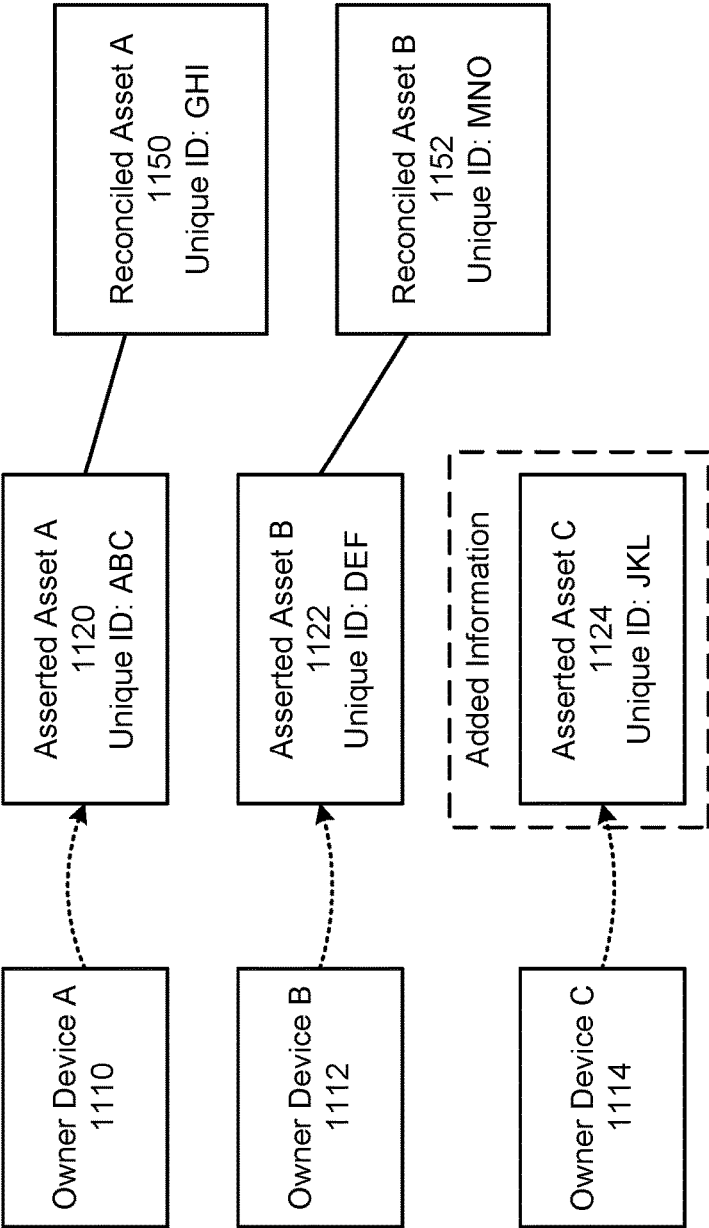 Owner Device A
1110
Asserted Asset A
1120
Unique ID: ABC
Reconciled Asset A
1150
Unique ID: GHI
Owner Device B
1112
Asserted Asset B
1122
Unique ID: DEF
Reconciled Asset B
1152
Unique ID: MNO
Owner Device C
1114
Added Information
Asserted Asset C
1124
Unique ID: JKL